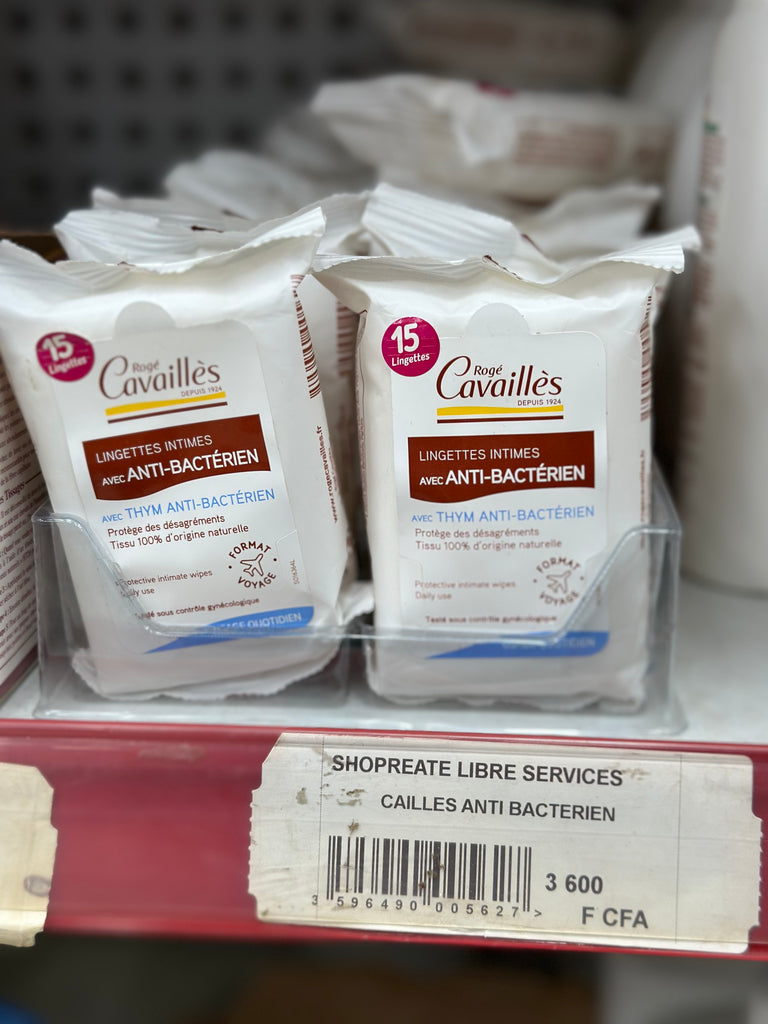 15
Lingettes
Rogé
Cavaillès
DEPUIS 1924
LINGETTES INTIMES
AVEC ANTI-BACTÉRIEN
AVEC THYM ANTI-BACTÉRIEN
Protège des désagréments
Tissu 100% d'origine naturelle
FORMAT
VOYAGE
Protective intimate wipes
Daily use
Testé sous contrôle gynécologique
QUOTIDIEN
www.rogecavailles.fr
15
Lingettes
Rogé
Cavaillès
DEPUIS 1924
LINGETTES INTIMES
AVEC ANTI-BACTÉRIEN
AVEC THYM ANTI-BACTÉRIEN
Protège des désagréments
Tissu 100% d'origine naturelle
FORMAT
VOYAGE
Protective intimate wipes
Daily use
Testé sous contrôle gynécologique
QUOTIDIEN
SHOPREATE LIBRE SERVICES
CAILLES ANTI BACTERIEN
3 596490 005627 >
3 600
F CFA